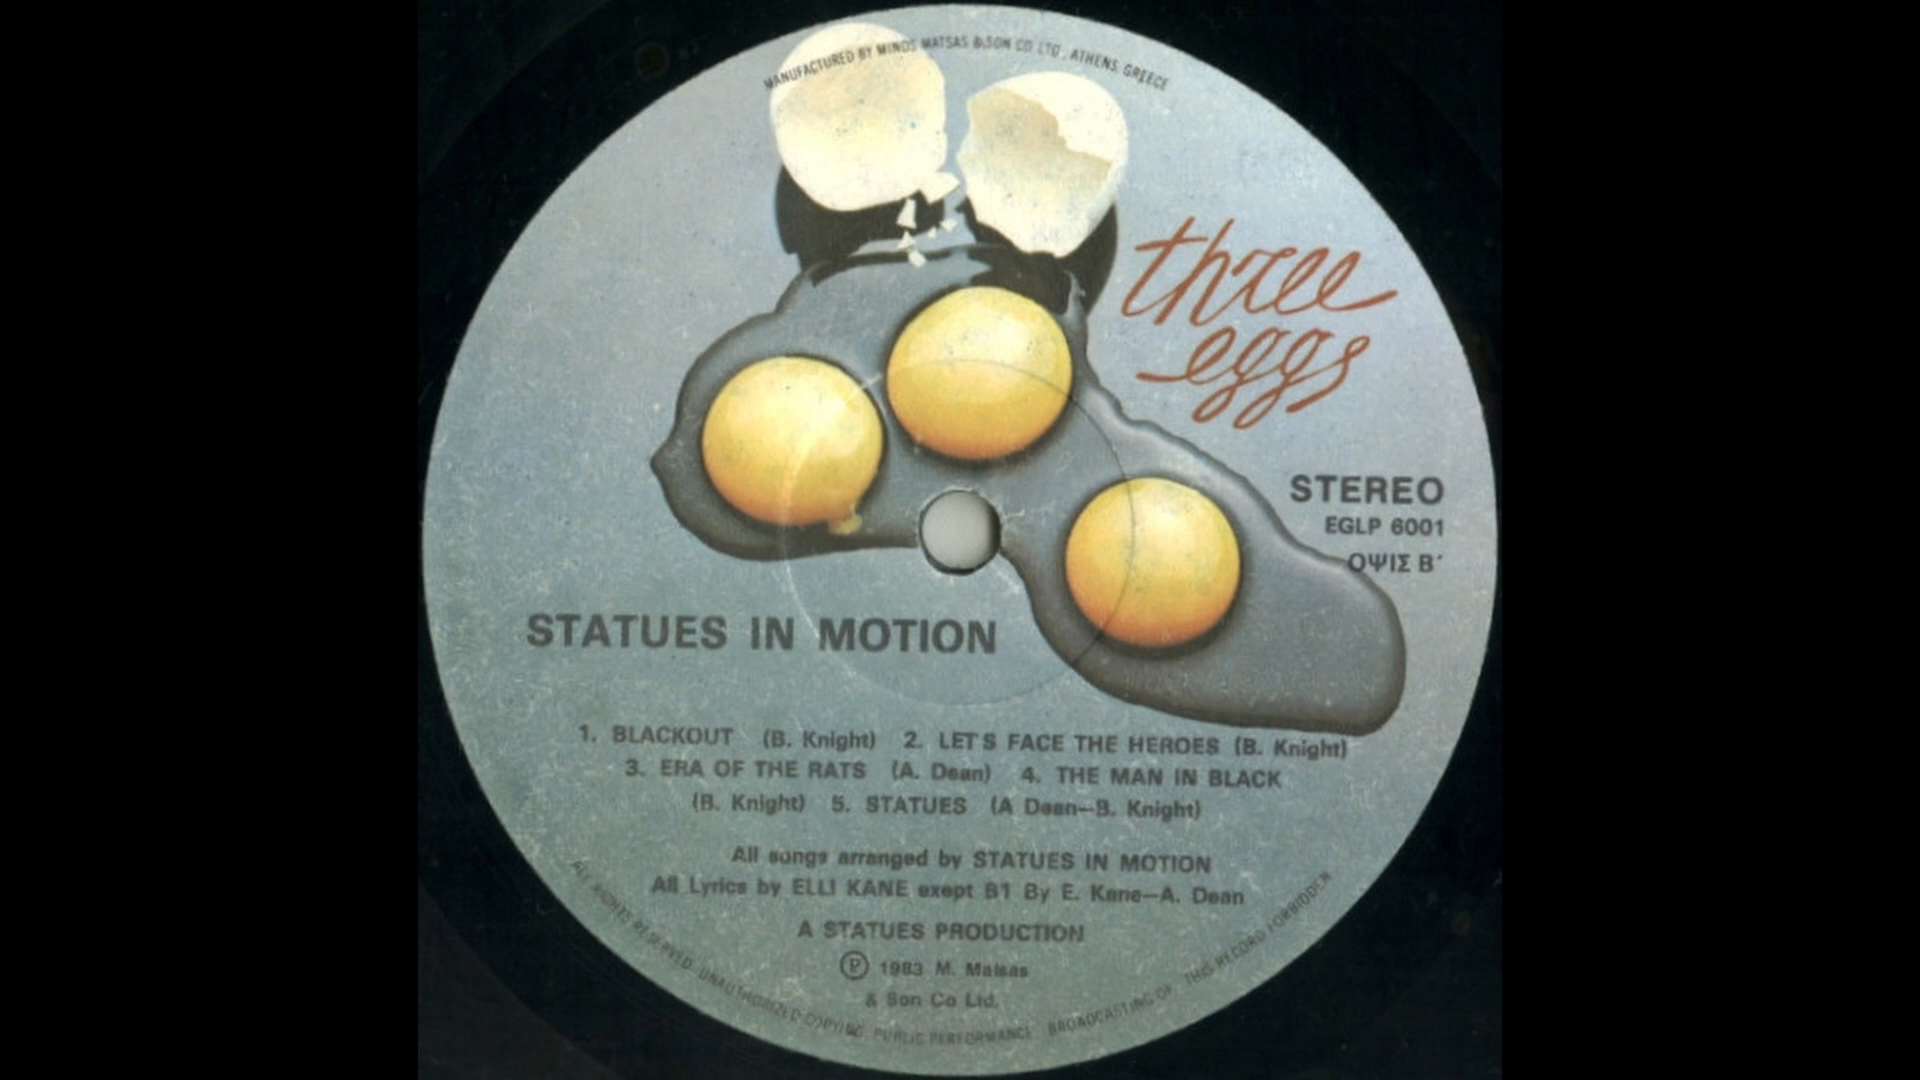 MANUFACTURED BY MINOS MATSAS & SON CO LTD, ATHENS GREECE
three
eggs
STEREO
EGLP 6001
ΟΨΙΣ Β'
STATUES IN MOTION
1. BLACKOUT (B. Knight) 2. LET'S FACE THE HEROES (B. Knight)
3. ERA OF THE RATS (A. Dean) 4. THE MAN IN BLACK
(B. Knight) 5. STATUES (A Dean—B. Knight)
All songs arranged by STATUES IN MOTION
All Lyrics by ELLI KANE exept B1 By E. Kane—A. Dean
A STATUES PRODUCTION
Ⓟ 1983 M. Matsas
& Son Co Ltd.
ALL RIGHTS RESERVED. UNAUTHORIZED COPYING PUBLIC PERFORMANCE BROADCASTING OF THIS RECORD FORBIDDEN